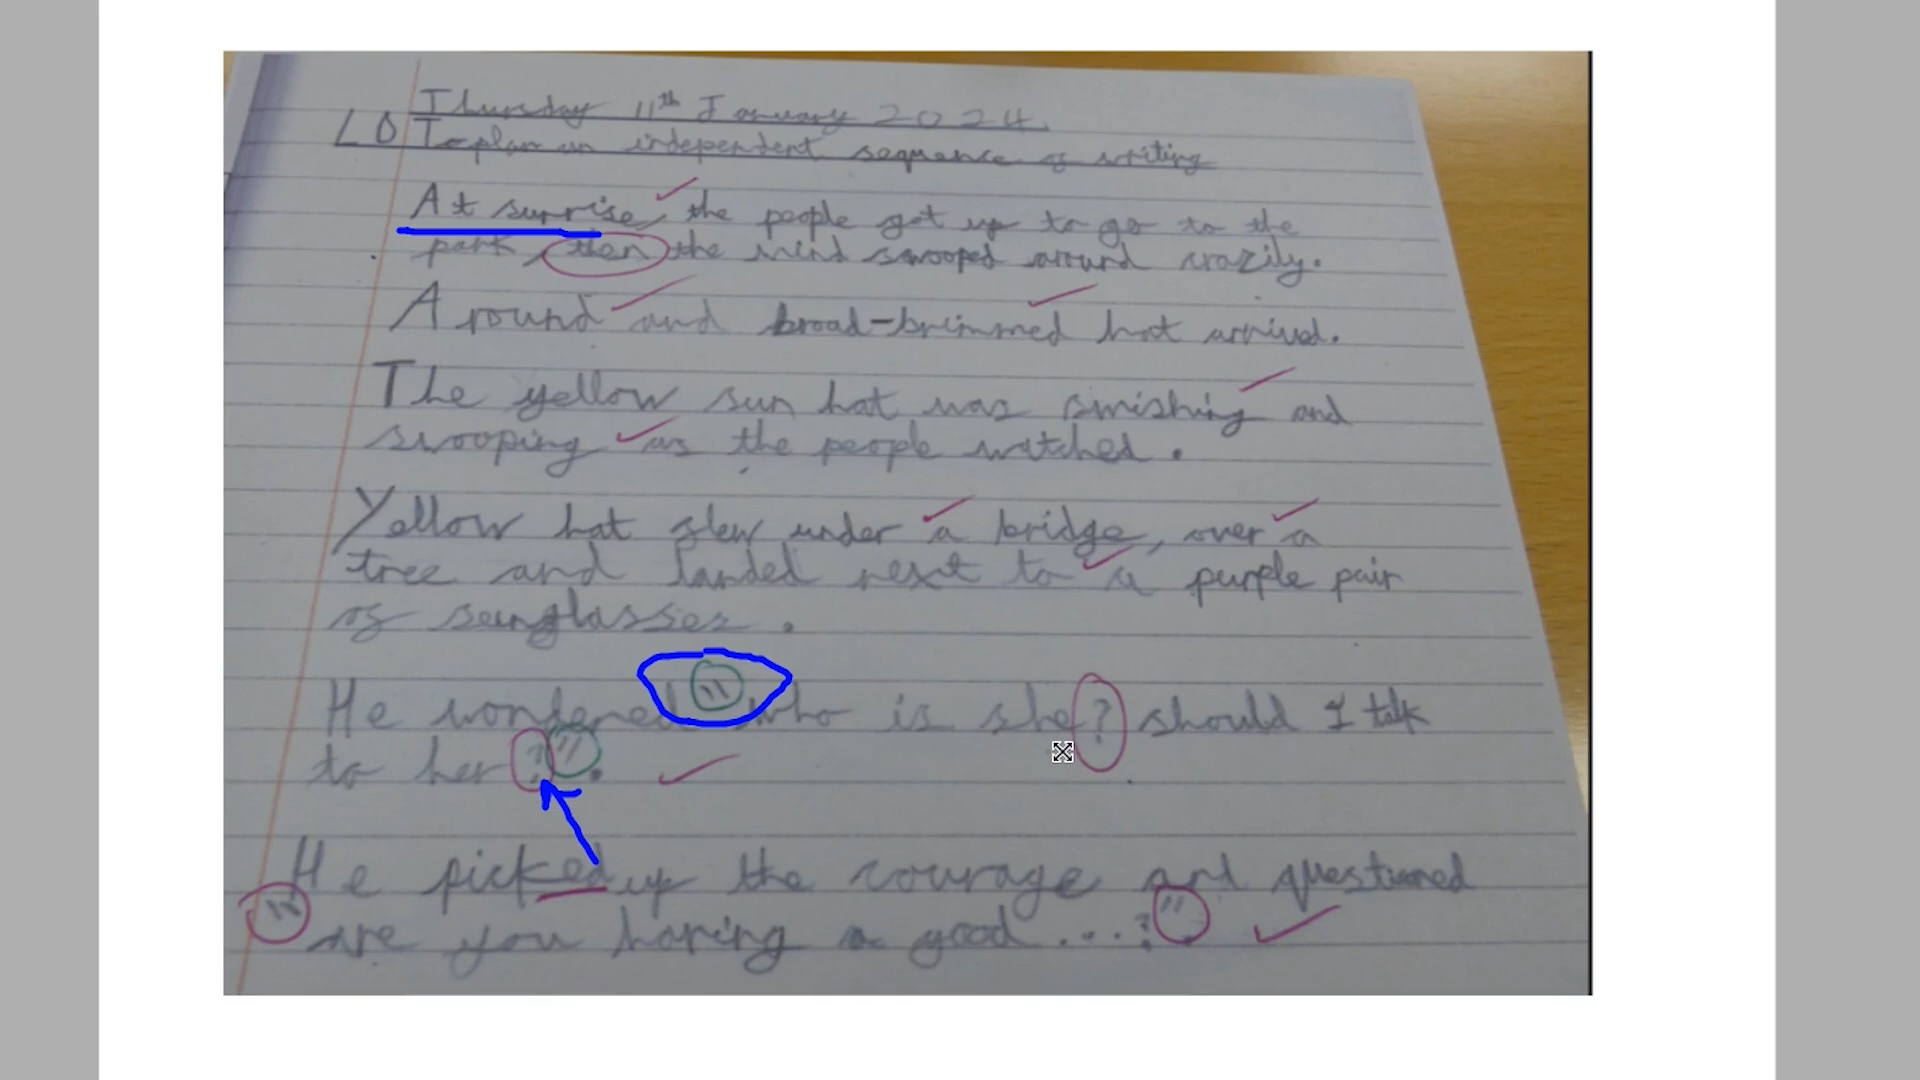 Thursday 11th January 2024.
LO To plan an independent sequence of writing
At sunrise, the people got up to go to the
park, then the wind swooped around crazily.
A round and broad-brimmed hat arrived.
The yellow sun hat was swishing and
swooping as the people watched.
Yellow hat flew under a bridge, over a
tree and landed next to a purple pair
of sunglasses.
He wondered "who is she? should I talk
to her?".
He picked up the courage and questioned
"are you having a good ...?"